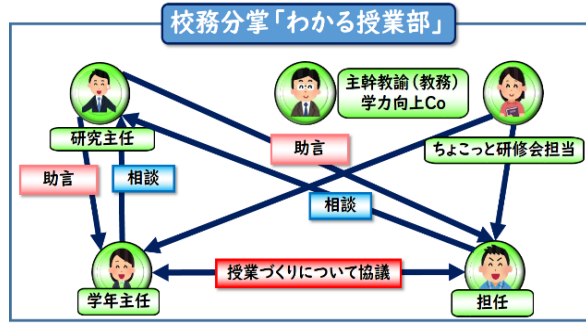 校務分掌「わかる授業部」
主幹教諭(教務)
学力向上Co
研究主任
ちょこっと研修会担当
助言
助言
相談
相談
授業づくりについて協議
学年主任
担任